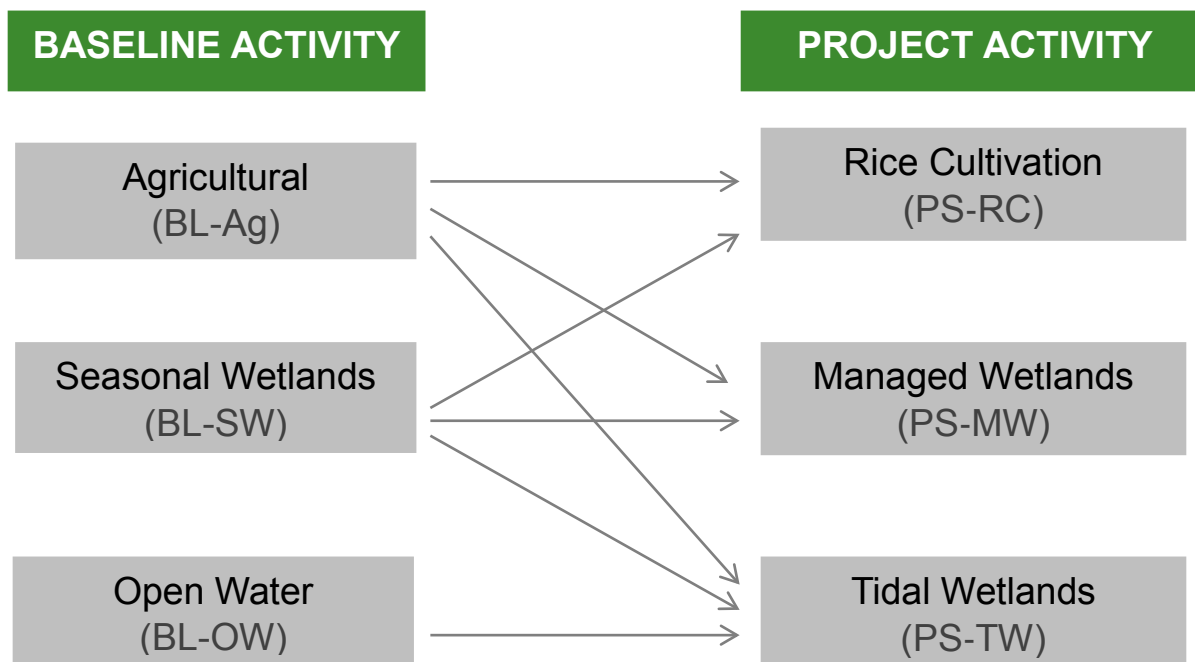 BASELINE ACTIVITY
PROJECT ACTIVITY
Agricultural
(BL-Ag)
Rice Cultivation
(PS-RC)
Seasonal Wetlands
(BL-SW)
Managed Wetlands
(PS-MW)
Open Water
(BL-OW)
Tidal Wetlands
(PS-TW)